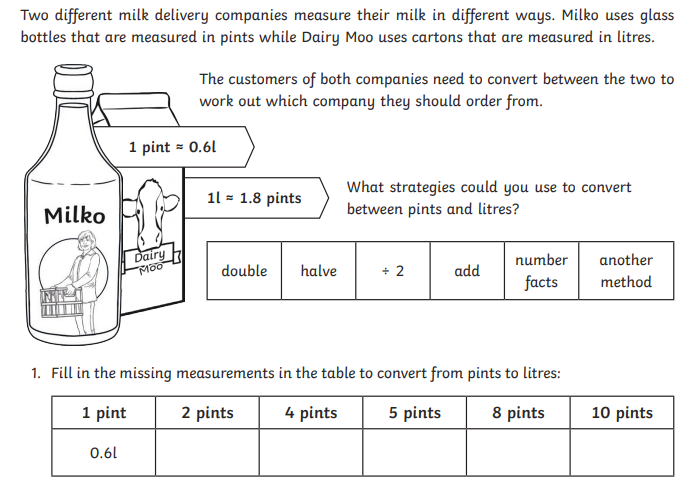 Two different milk delivery companies measure their milk in different ways. Milko uses glass
bottles that are measured in pints while Dairy Moo uses cartons that are measured in litres.
The customers of both companies need to convert between the two to
work out which company they should order from.
1 pint ≈ 0.6l
1l ≈ 1.8 pints
What strategies could you use to convert
between pints and litres?
Milko
Dairy
Moo
double halve ÷ 2 add number facts another method
1. Fill in the missing measurements in the table to convert from pints to litres:
1 pint 2 pints 4 pints 5 pints 8 pints 10 pints
0.6l